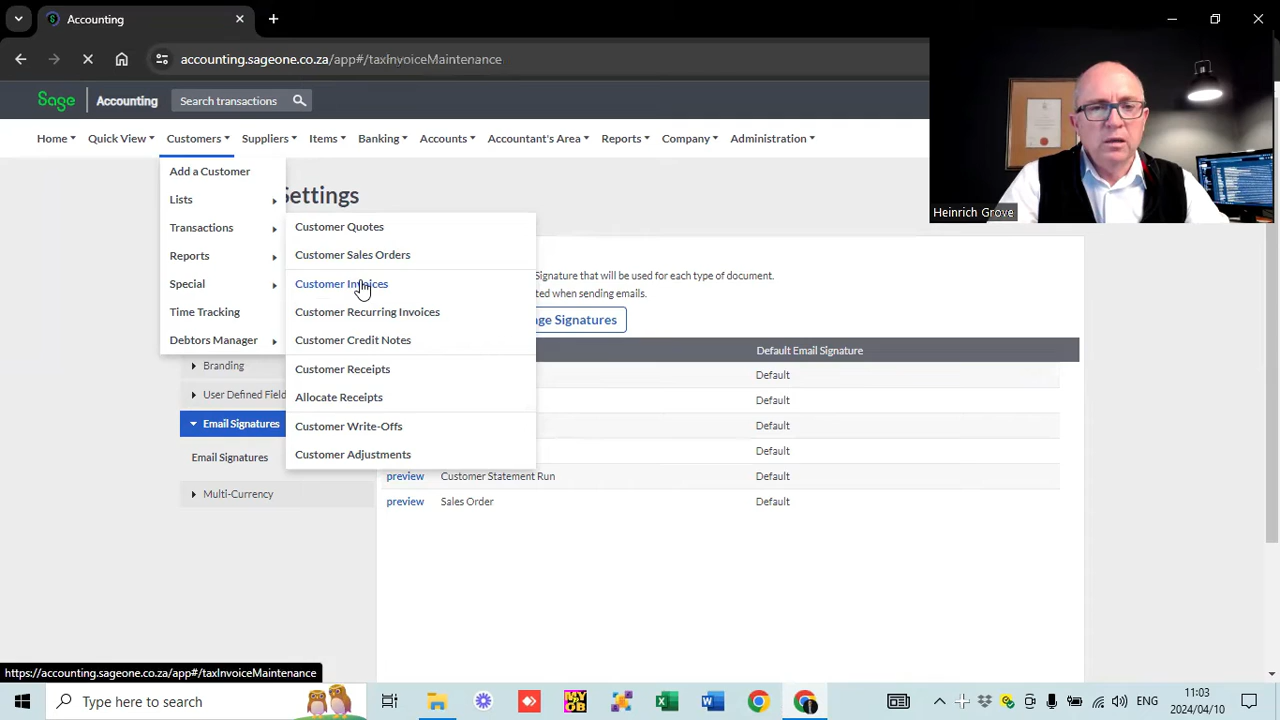 Accounting
accounting.sageone.co.za/app#/taxInvoiceMaintenance
Sage Accounting Search transactions
Home Quick View Customers Suppliers Items Banking Accounts Accountant's Area Reports Company Administration
Add a Customer
Lists
Transactions
Reports
Special
Time Tracking
Debtors Manager
Customer Quotes
Customer Sales Orders
Customer Invoices
Customer Recurring Invoices
Customer Credit Notes
Customer Receipts
Allocate Receipts
Customer Write-Offs
Customer Adjustments
Settings
Signature that will be used for each type of document.
ted when sending emails.
ge Signatures
Branding
User Defined Field
Email Signatures
Email Signatures
Multi-Currency
Default Email Signature
Default
Default
Default
Default
preview Customer Statement Run Default
preview Sales Order Default
Heinrich Grove
https://accounting.sageone.co.za/app#/taxInvoiceMaintenance
Type here to search
MYOB
ENG
11:03
2024/04/10